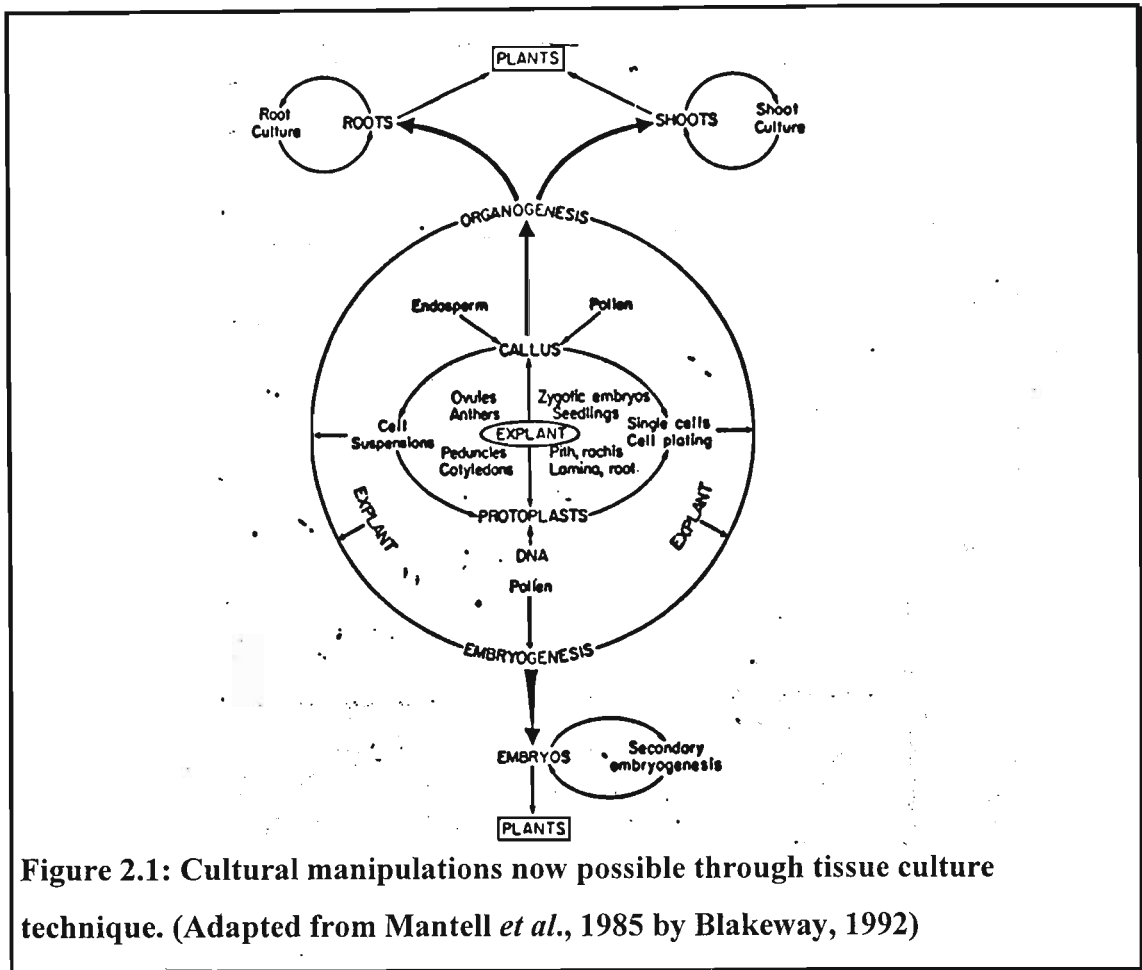 PLANTS
Root
Culture
ROOTS
SHOOTS
Shoot
Culture
ORGANOGENESIS
Endosperm
Pollen
CALLUS
Ovules
Anthers
Zygotic embryos
Seedlings
Cell
Suspensions
EXPLANT
Single cells
Cell plating
Peduncles
Cotyledons
Pith, rachis
Lamina, root
PROTOPLASTS
EXPLANT
EXPLANT
DNA
Pollen
EMBRYOGENESIS
EMBRYOS
Secondary
embryogenesis
PLANTS
Figure 2.1: Cultural manipulations now possible through tissue culture
technique. (Adapted from Mantell et al., 1985 by Blakeway, 1992)